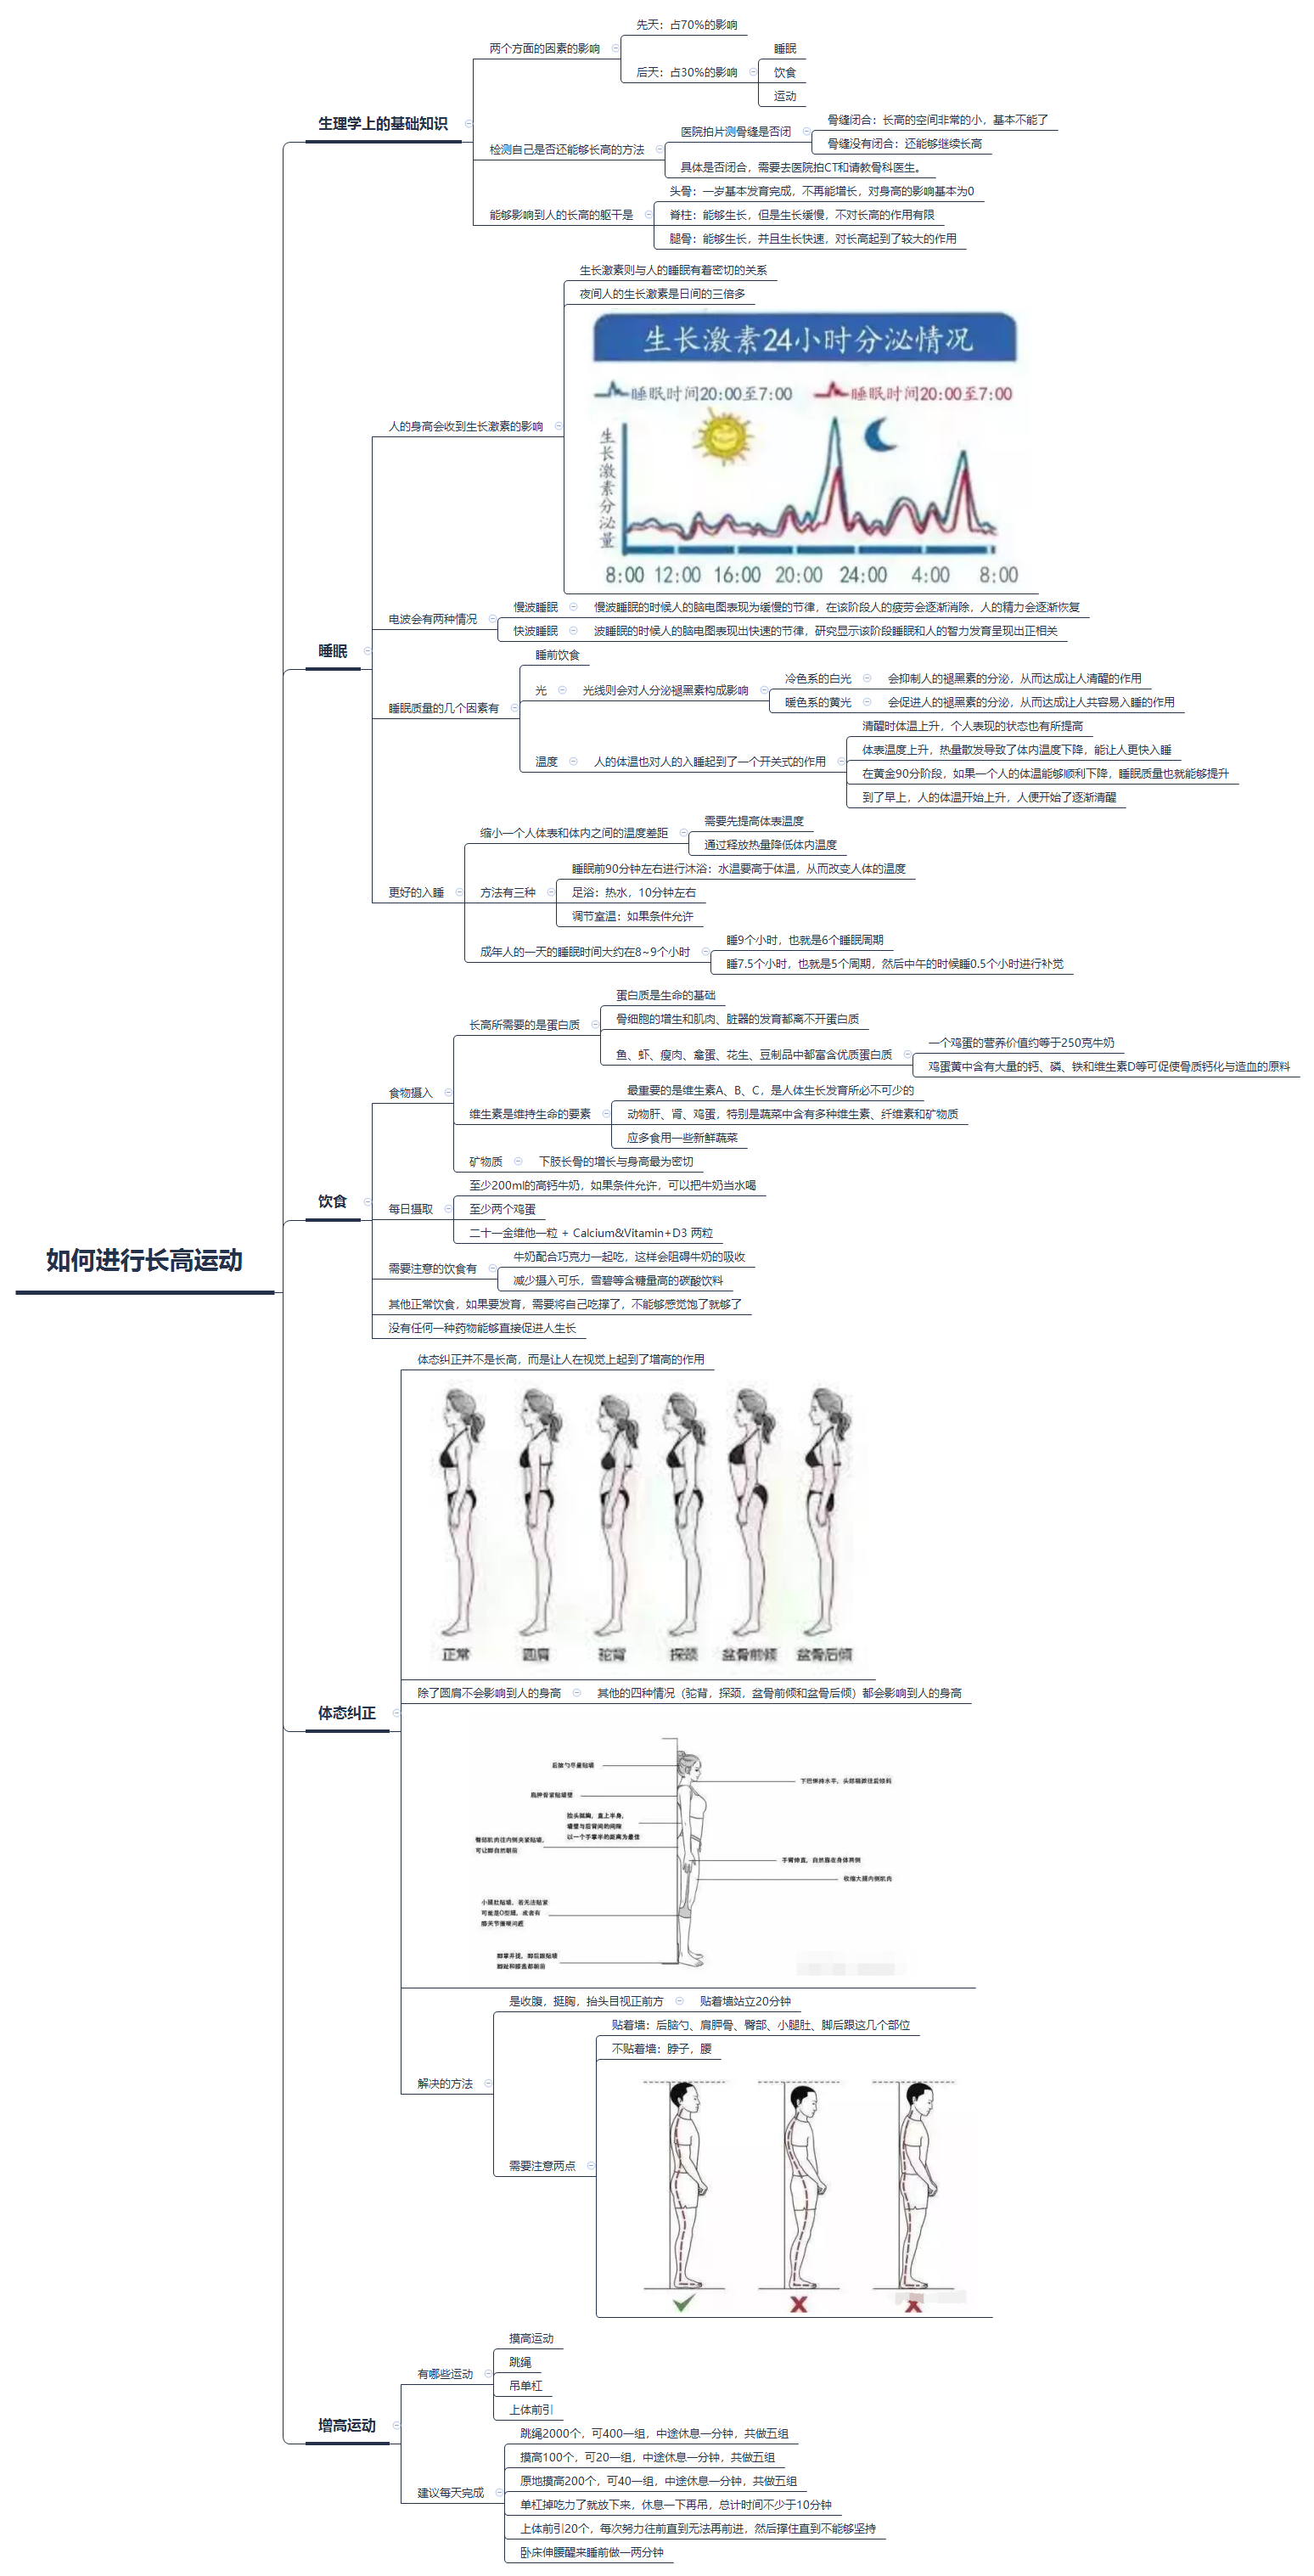 如何进行长高运动
生理学上的基础知识
两个方面的因素的影响
先天：占70%的影响
后天：占30%的影响
睡眠
饮食
运动
检测自己是否还能够长高的方法
医院拍片测骨缝是否闭
骨缝闭合：长高的空间非常的小，基本不能了
骨缝没有闭合：还能够继续长高
具体是否闭合，需要去医院拍CT和请教骨科医生。
能够影响到人的长高的躯干是
头骨：一岁基本发育完成，不再能增长，对身高的影响基本为0
脊柱：能够生长，但是生长缓慢，不对长高的作用有限
腿骨：能够生长，并且生长快速，对长高起到了较大的作用
睡眠
人的身高会收到生长激素的影响
生长激素则与人的睡眠有着密切的关系
夜间人的生长激素是日间的三倍多
生长激素24小时分泌情况
睡眠时间20:00至7:00
睡眠时间20:00至7:00
生长激素分泌量
8:00 12:00 16:00 20:00 24:00 4:00 8:00
电波会有两种情况
慢波睡眠
慢波睡眠的时候人的脑电图表现为缓慢的节律，在该阶段人的疲劳会逐渐消除，人的精力会逐渐恢复
快波睡眠
波睡眠的时候人的脑电图表现出快速的节律，研究显示该阶段睡眠和人的智力发育呈现出正相关
睡眠质量的几个因素有
睡前饮食
光
光线则会对人分泌褪黑素构成影响
冷色系的白光
会抑制人的褪黑素的分泌，从而达成让人清醒的作用
暖色系的黄光
会促进人的褪黑素的分泌，从而达成让人共容易入睡的作用
温度
人的体温也对人的入睡起到了一个开关式的作用
清醒时体温上升，个人表现的状态也有所提高
体表温度上升，热量散发导致了体内温度下降，能让人更快入睡
在黄金90分阶段，如果一个人的体温能够顺利下降，睡眠质量也就能够提升
到了早上，人的体温开始上升，人便开始了逐渐清醒
更好的入睡
缩小一个人体表和体内之间的温度差距
需要先提高体表温度
通过释放热量降低体内温度
方法有三种
睡眠前90分钟左右进行沐浴：水温要高于体温，从而改变人体的温度
足浴：热水，10分钟左右
调节室温：如果条件允许
成年人的一天的睡眠时间大约在8~9个小时
睡9个小时，也就是6个睡眠周期
睡7.5个小时，也就是5个周期，然后中午的时候睡0.5个小时进行补觉
饮食
食物摄入
长高所需要的是蛋白质
蛋白质是生命的基础
骨细胞的增生和肌肉、脏器的发育都离不开蛋白质
鱼、虾、瘦肉、禽蛋、花生、豆制品中都富含优质蛋白质
一个鸡蛋的营养价值约等于250克牛奶
鸡蛋黄中含有大量的钙、磷、铁和维生素D等可促使骨质钙化与造血的原料
维生素是维持生命的要素
最重要的是维生素A、B、C，是人体生长发育所必不可少的
动物肝、肾、鸡蛋，特别是蔬菜中含有多种维生素、纤维素和矿物质
应多食用一些新鲜蔬菜
矿物质
下肢长骨的增长与身高最为密切
每日摄取
至少200ml的高钙牛奶，如果条件允许，可以把牛奶当水喝
至少两个鸡蛋
二十一金维他一粒 + Calcium&Vitamin+D3 两粒
需要注意的饮食有
牛奶配合巧克力一起吃，这样会阻碍牛奶的吸收
减少摄入可乐，雪碧等含糖量高的碳酸饮料
其他正常饮食，如果要发育，需要将自己吃撑了，不能够感觉饱了就够了
没有任何一种药物能够直接促进人生长
体态纠正
体态纠正并不是长高，而是让人在视觉上起到了增高的作用
正常 圆肩 驼背 探颈 盆骨前倾 盆骨后倾
除了圆肩不会影响到人的身高
其他的四种情况（驼背，探颈，盆骨前倾和盆骨后倾）都会影响到人的身高
后脑勺尽量贴墙
下巴保持水平，头部稍微往后倾斜
肩胛骨紧贴墙壁
抬头挺胸，直上半身，
墙壁与后背间的间隙
以一个手掌半的距离为最佳
臀部肌肉往内侧夹紧贴墙，
可让脚自然朝前
手臂伸直，自然靠在身体两侧
收缩大腿内侧肌肉
小腿肚贴墙，若无法贴紧
可能是O型腿，或者有
膝关节僵硬问题
脚掌并拢，脚后跟贴墙
脚趾和膝盖都朝前
解决的方法
是收腹，挺胸，抬头目视正前方
贴着墙站立20分钟
需要注意两点
贴着墙：后脑勺、肩胛骨、臀部、小腿肚、脚后跟这几个部位
不贴着墙：脖子，腰
增高运动
有哪些运动
摸高运动
跳绳
吊单杠
上体前引
建议每天完成
跳绳2000个，可400一组，中途休息一分钟，共做五组
摸高100个，可20一组，中途休息一分钟，共做五组
原地摸高200个，可40一组，中途休息一分钟，共做五组
单杠掉吃力了就放下来，休息一下再吊，总计时间不少于10分钟
上体前引20个，每次努力往前直到无法再前进，然后撑住直到不能够坚持
卧床伸腰醒来睡前做一两分钟